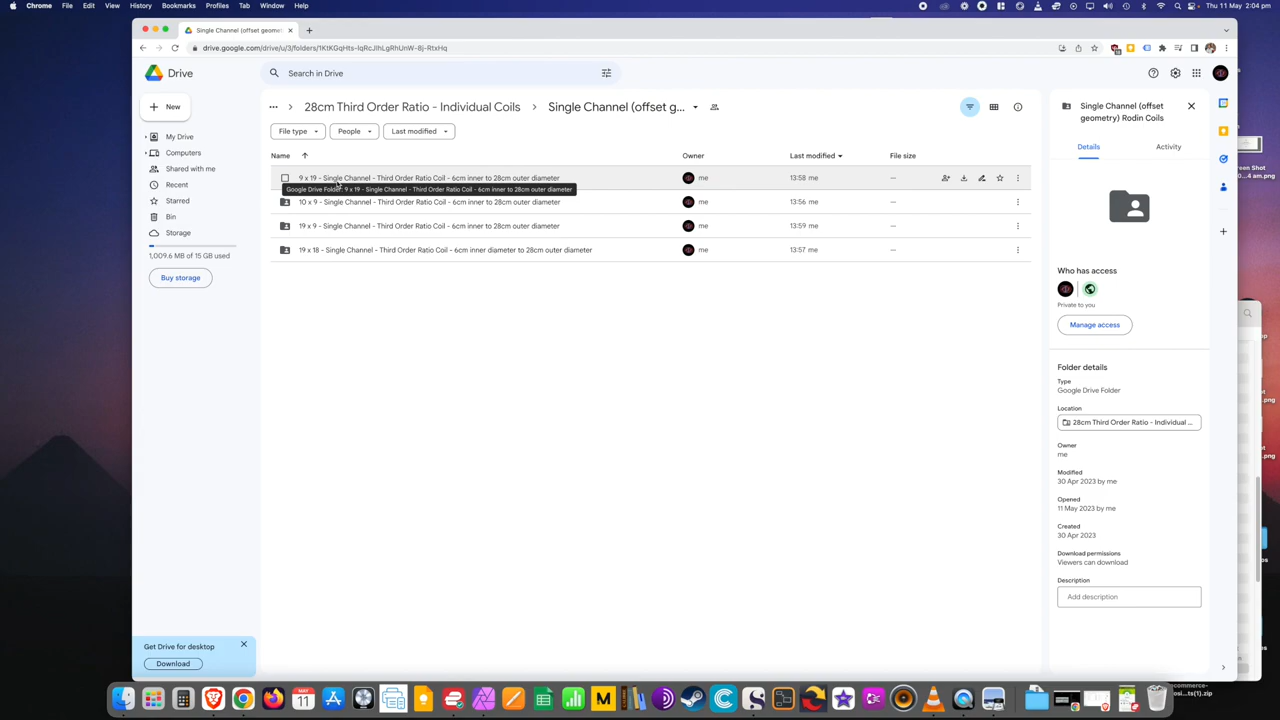 Chrome File Edit View History Bookmarks Profiles Tab Window Help
Thu 11 May 2:04 pm
Single Channel (offset geome
drive.google.com/drive/u/3/folders/1KtKGqHts-IqRcJIhLgRhUnW-8j-RtxHq
Drive
Search in Drive
New
28cm Third Order Ratio - Individual Coils
Single Channel (offset g...
File type
People
Last modified
My Drive
Computers
Shared with me
Recent
Starred
Bin
Storage
1,009.6 MB of 15 GB used
Buy storage
Name
Owner
Last modified
File size
9 x 19 - Single Channel - Third Order Ratio Coil - 6cm inner to 28cm outer diameter
me
13:58 me
—
Google Drive Folder: 9 x 19 - Single Channel - Third Order Ratio Coil - 6cm inner to 28cm outer diameter
10 x 9 - Single Channel - Third Order Ratio Coil - 6cm inner to 28cm outer diameter
me
13:56 me
—
19 x 9 - Single Channel - Third Order Ratio Coil - 6cm inner to 28cm outer diameter
me
13:59 me
—
19 x 18 - Single Channel - Third Order Ratio Coil - 6cm inner diameter to 28cm outer diameter
me
13:57 me
—
Single Channel (offset
geometry) Rodin Coils
Details
Activity
Who has access
Private to you
Manage access
Folder details
Type
Google Drive Folder
Location
28cm Third Order Ratio - Individual ...
Owner
me
Modified
30 Apr 2023 by me
Opened
11 May 2023 by me
Created
30 Apr 2023
Download permissions
Viewers can download
Description
Add description
Get Drive for desktop
Download
reen Shot
...4 am.png
...png
MAY
11